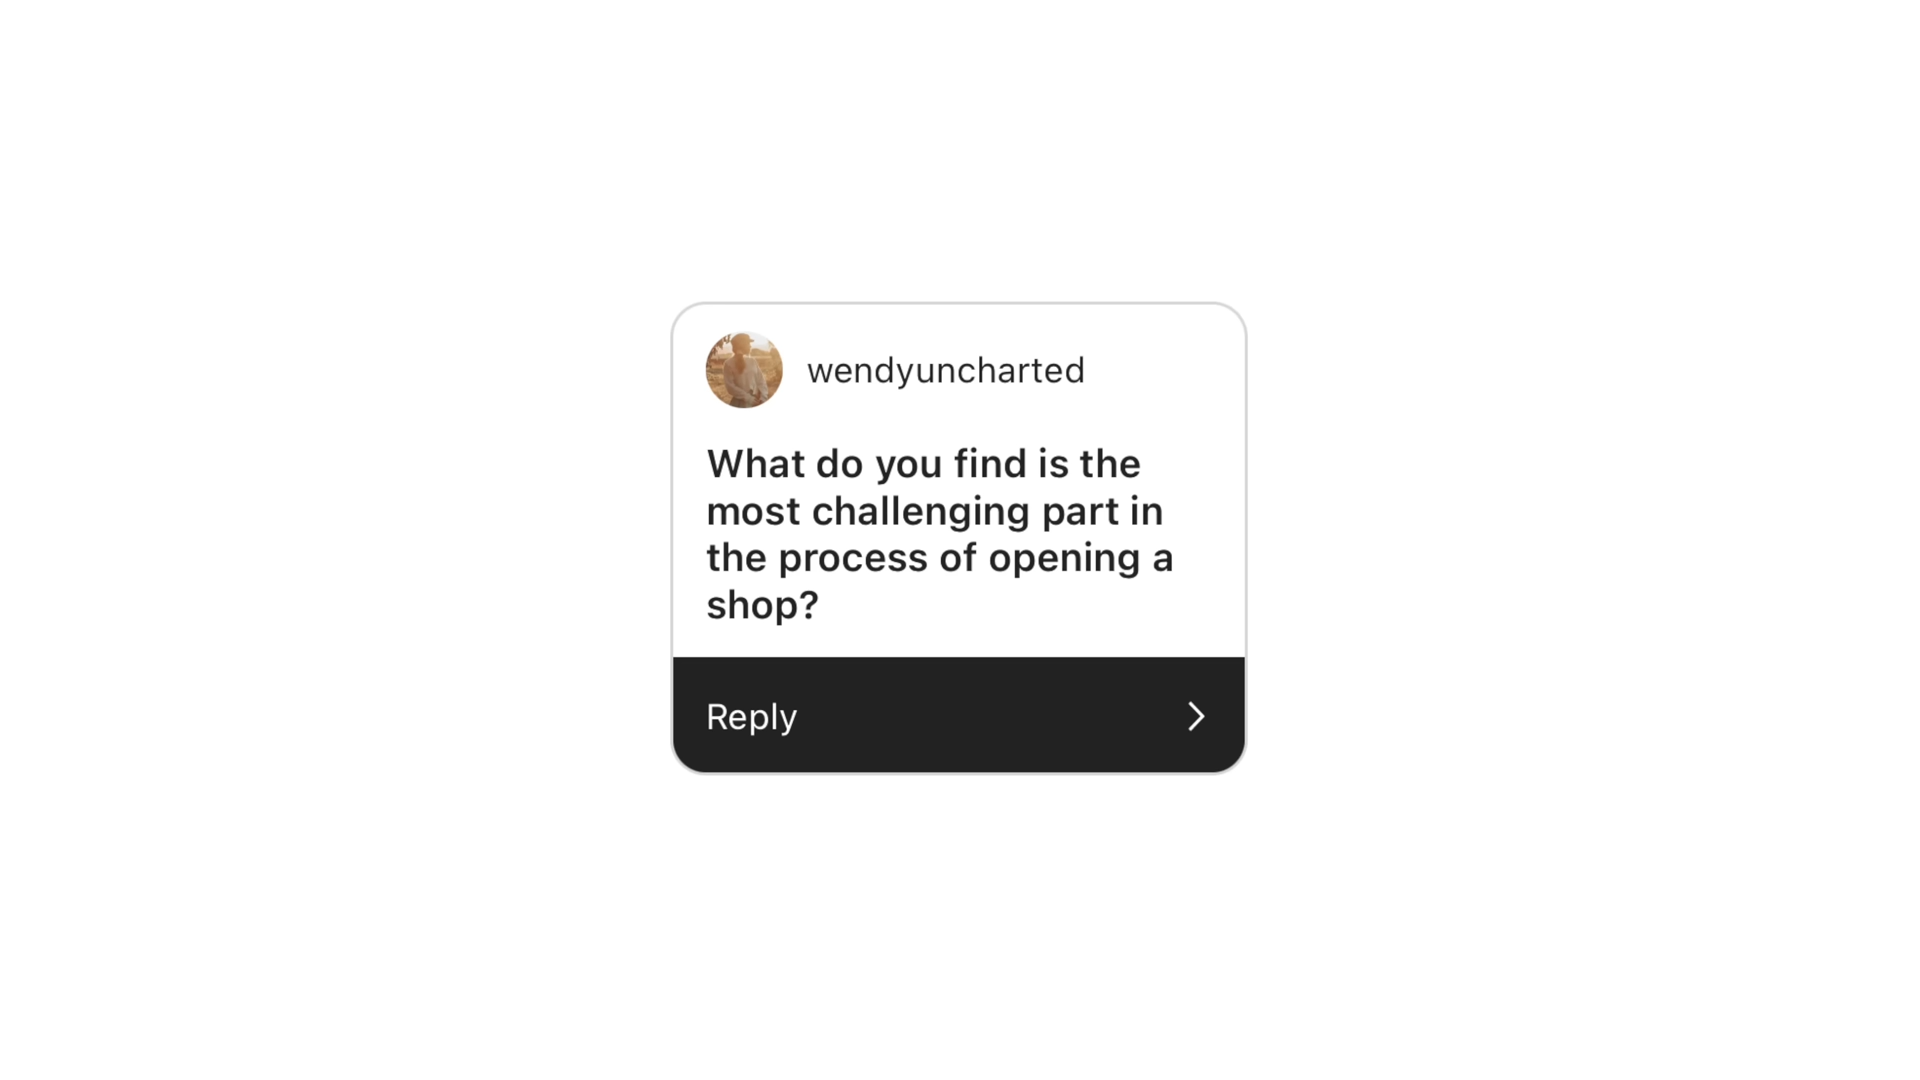 wendyuncharted
What do you find is the
most challenging part in
the process of opening a
shop?
Reply